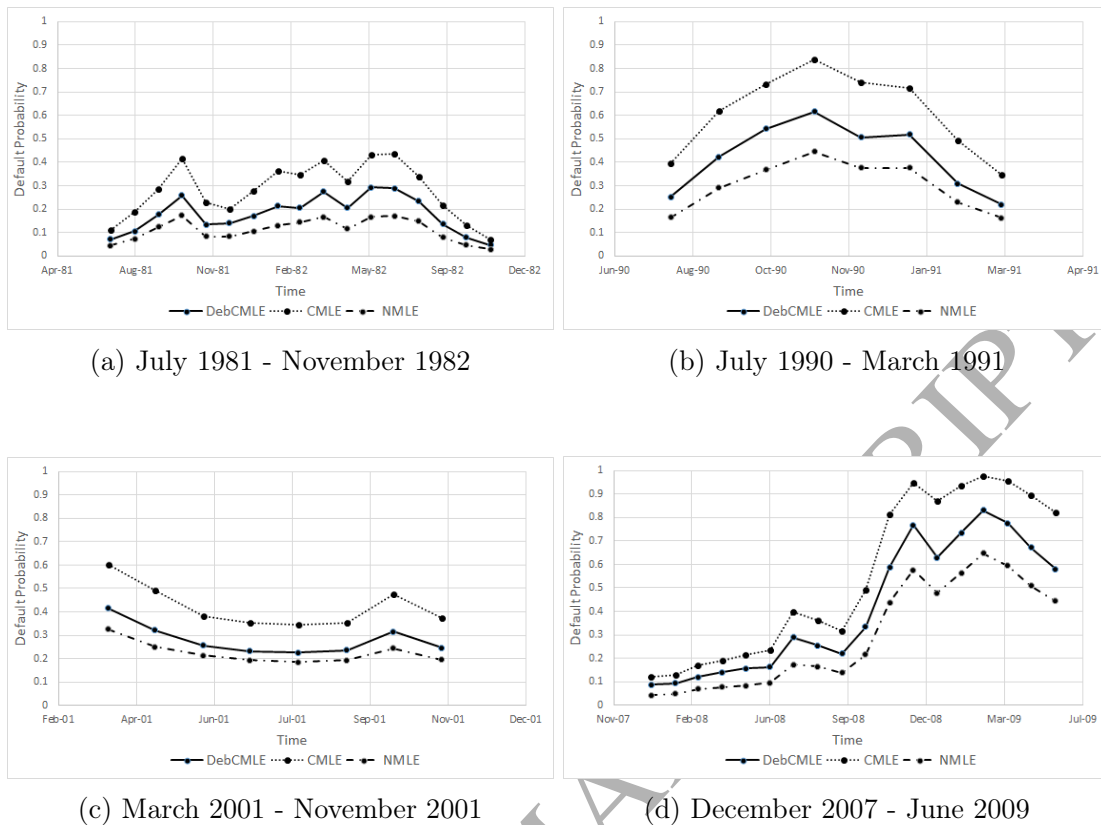 1
0.9
0.8
0.7
0.6
0.5
0.4
0.3
0.2
0.1
0
Default Probability
Apr-81 Aug-81 Nov-81 Feb-82 May-82 Sep-82 Dec-82
Time
DebCMLE CMLE NMLE
(a) July 1981 - November 1982
1
0.9
0.8
0.7
0.6
0.5
0.4
0.3
0.2
0.1
0
Default Probability
Jun-90 Aug-90 Oct-90 Nov-90 Jan-91 Mar-91 Apr-91
Time
DebCMLE CMLE NMLE
(b) July 1990 - March 1991
1
0.9
0.8
0.7
0.6
0.5
0.4
0.3
0.2
0.1
0
Default Probability
Feb-01 Apr-01 Jun-01 Jul-01 Sep-01 Nov-01 Dec-01
Time
DebCMLE CMLE NMLE
(c) March 2001 - November 2001
1
0.9
0.8
0.7
0.6
0.5
0.4
0.3
0.2
0.1
0
Default Probability
Nov-07 Feb-08 Jun-08 Sep-08 Dec-08 Mar-09 Jul-09
Time
DebCMLE CMLE NMLE
(d) December 2007 - June 2009